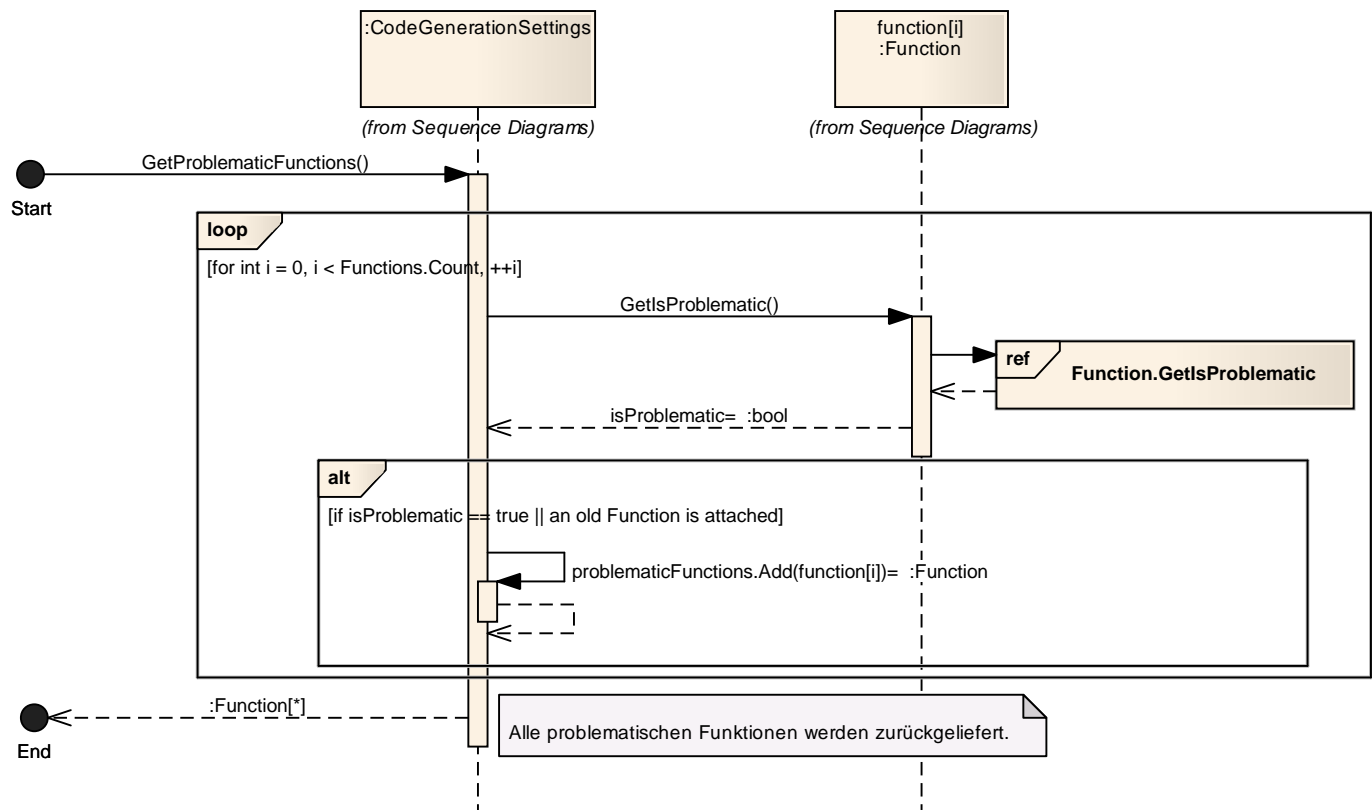 :CodeGenerationSettings
function[i]
:Function
(from Sequence Diagrams)
(from Sequence Diagrams)
GetProblematicFunctions()
Start
loop
[for int i = 0, i < Functions.Count, ++i]
GetIsProblematic()
ref
Function.GetIsProblematic
isProblematic= :bool
alt
[if isProblematic == true || an old Function is attached]
problematicFunctions.Add(function[i])= :Function
:Function[*]
End
Alle problematischen Funktionen werden zurückgeliefert.